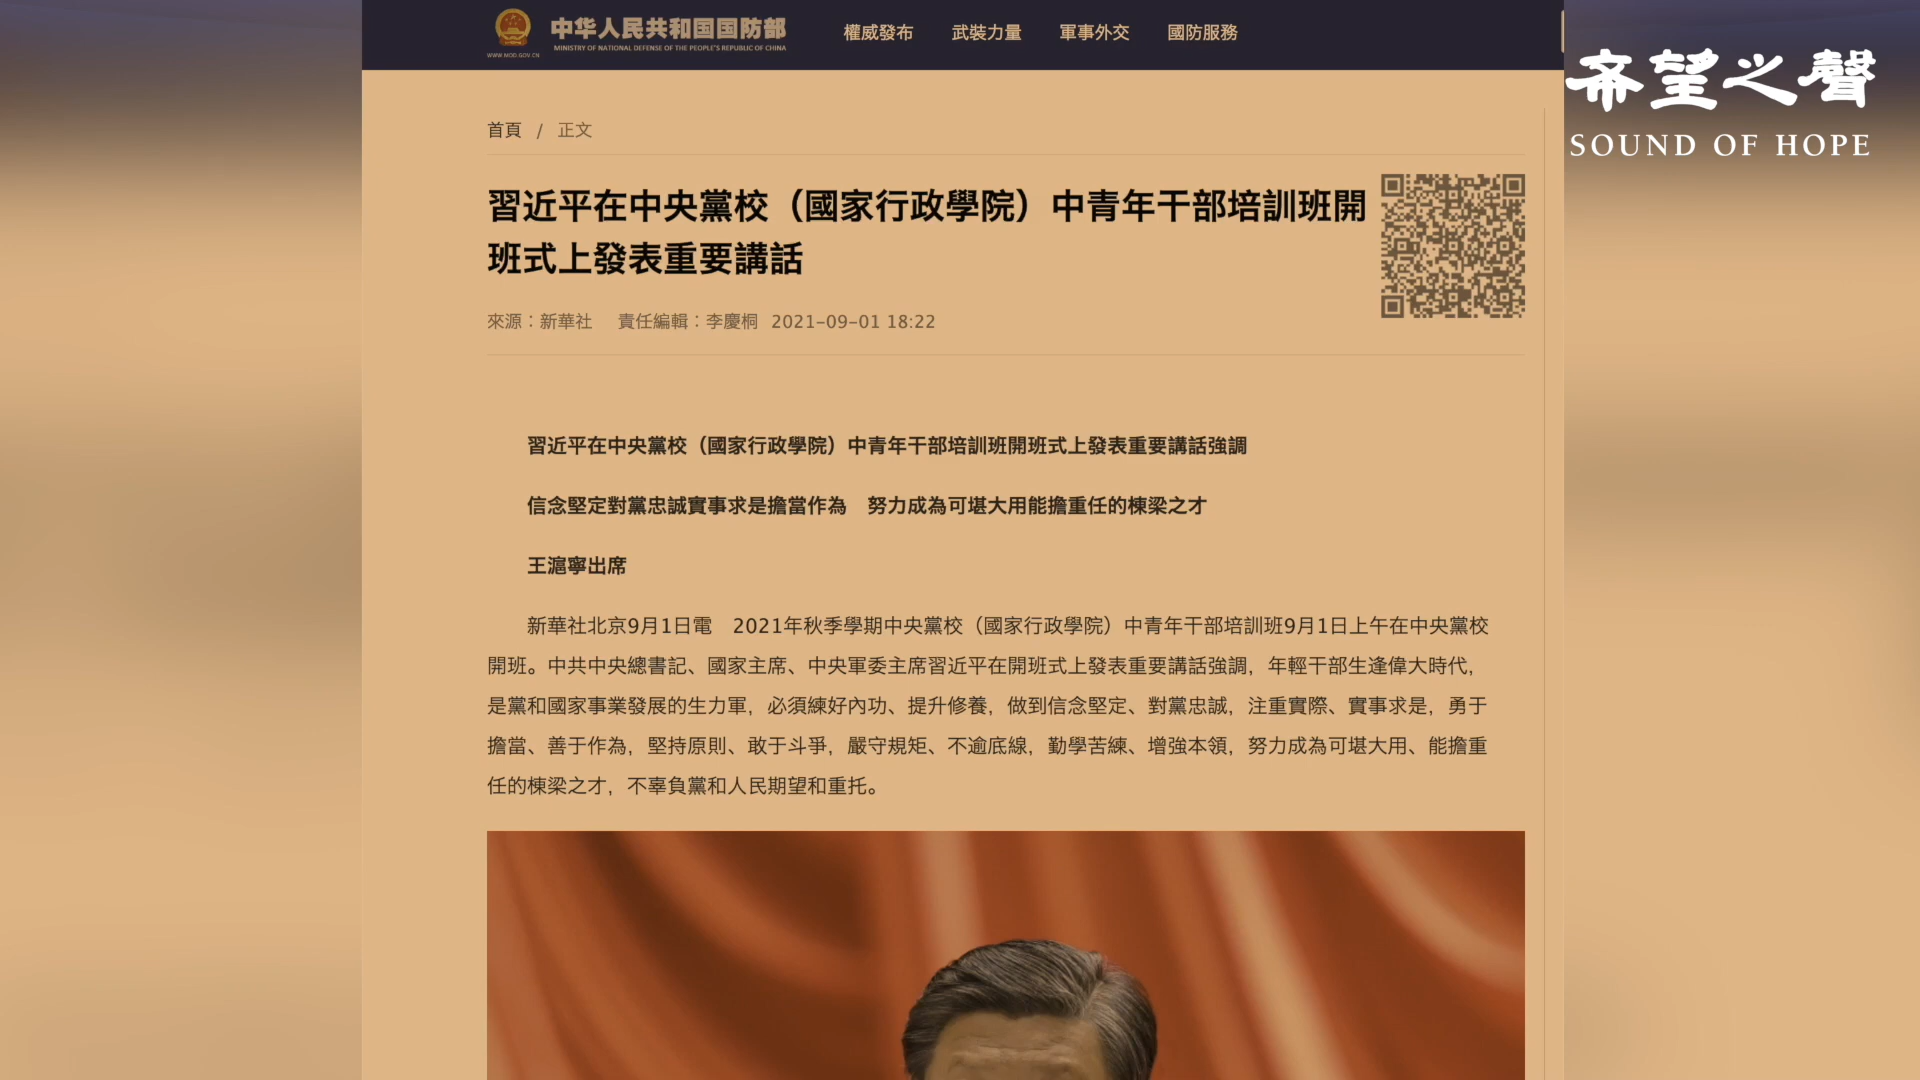 中华人民共和国国防部
MINISTRY OF NATIONAL DEFENSE OF THE PEOPLE'S REPUBLIC OF CHINA
WWW.MOD.GOV.CN
權威發布 武裝力量 軍事外交 國防服務
希望之聲
SOUND OF HOPE
首頁 / 正文
習近平在中央黨校（國家行政學院）中青年干部培訓班開
班式上發表重要講話
來源：新華社 責任編輯：李慶桐 2021-09-01 18:22
習近平在中央黨校（國家行政學院）中青年干部培訓班開班式上發表重要講話強調
信念堅定對黨忠誠實事求是擔當作為 努力成為可堪大用能擔重任的棟梁之才
王滬寧出席
新華社北京9月1日電 2021年秋季學期中央黨校（國家行政學院）中青年干部培訓班9月1日上午在中央黨校
開班。中共中央總書記、國家主席、中央軍委主席習近平在開班式上發表重要講話強調，年輕干部生逢偉大時代，
是黨和國家事業發展的生力軍，必須練好內功、提升修養，做到信念堅定、對黨忠誠，注重實際、實事求是，勇于
擔當、善于作為，堅持原則、敢于斗爭，嚴守規矩、不逾底線，勤學苦練、增強本領，努力成為可堪大用、能擔重
任的棟梁之才，不辜負黨和人民期望和重托。